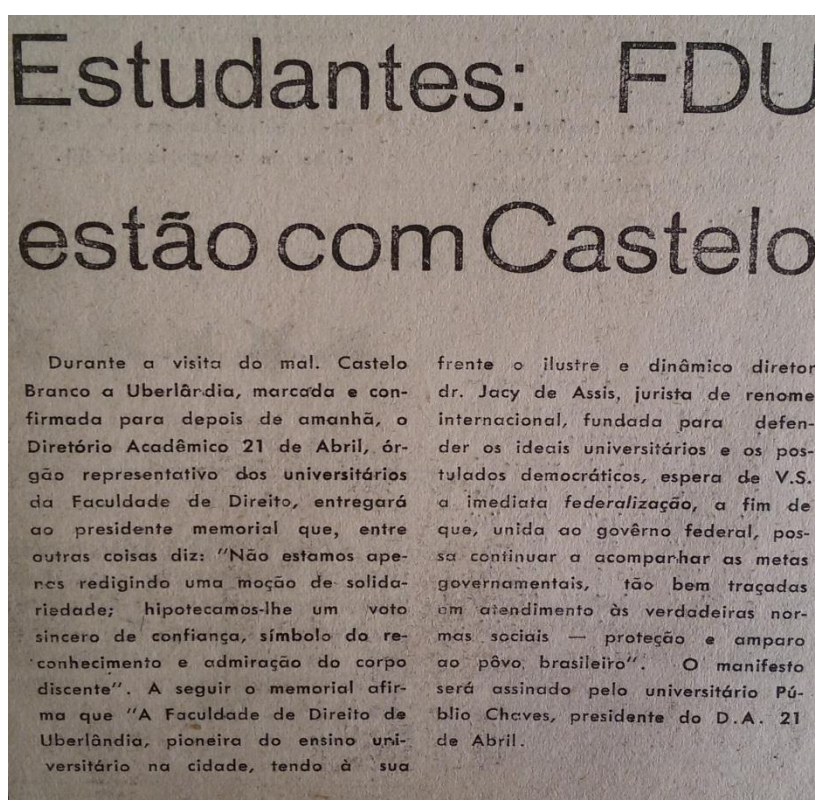 Estudantes: FDU
estão com Castelo
Durante a visita do mal. Castelo
Branco a Uberlândia, marcada e con-
firmada para depois de amanhã, o
Diretório Acadêmico 21 de Abril, ór-
gão representativo dos universitários
da Faculdade de Direito, entregará
ao presidente memorial que, entre
outras coisas diz: "Não estamos ape-
nes redigindo uma moção de solida-
riedade; hipotecamos-lhe um voto
sincero de confiança, símbolo do re-
conhecimento e admiração do corpo
discente". A seguir o memorial afir-
ma que "A Faculdade de Direito de
Uberlândia, pioneira do ensino uni-
versitário na cidade, tendo à sua
frente o ilustre e dinâmico diretor
dr. Jacy de Assis, jurista de renome
internacional, fundada para defen-
der os ideais universitários e os pos-
tulados democráticos, espera de V.S.
a imediata federalização, a fim de
que, unida ao govêrno federal, pos-
sa continuar a acompanhar as metas
governamentais, tão bem traçadas
em atendimento às verdadeiras nor-
mas sociais — proteção e amparo
ao pôvo brasileiro". O manifesto
será assinado pelo universitário Pú-
blio Chaves, presidente do D.A. 21
de Abril.